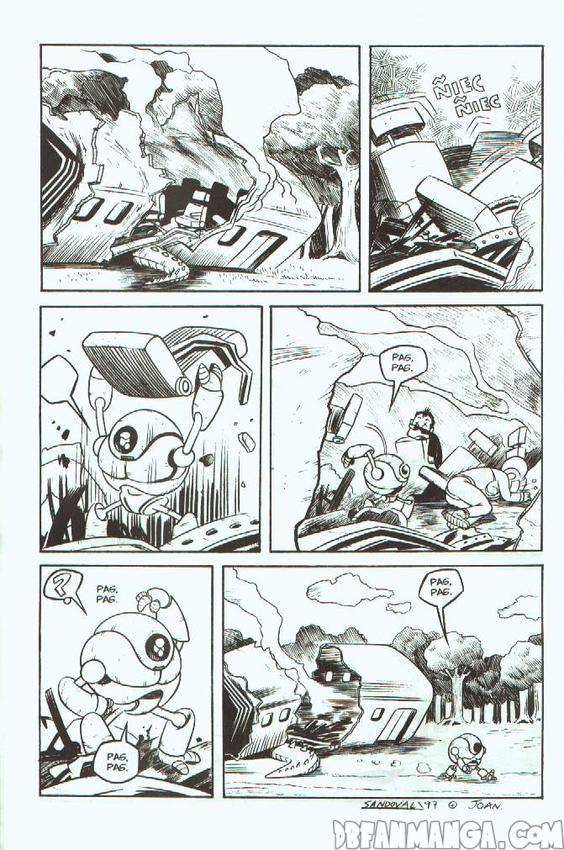 ÑIEC
ÑIEC
PAG,
PAG.
?
PAG,
PAG.
PAG,
PAG.
PAG,
PAG.
SANDOVAL '97 © JOAN.
DBFANMANGA.COM